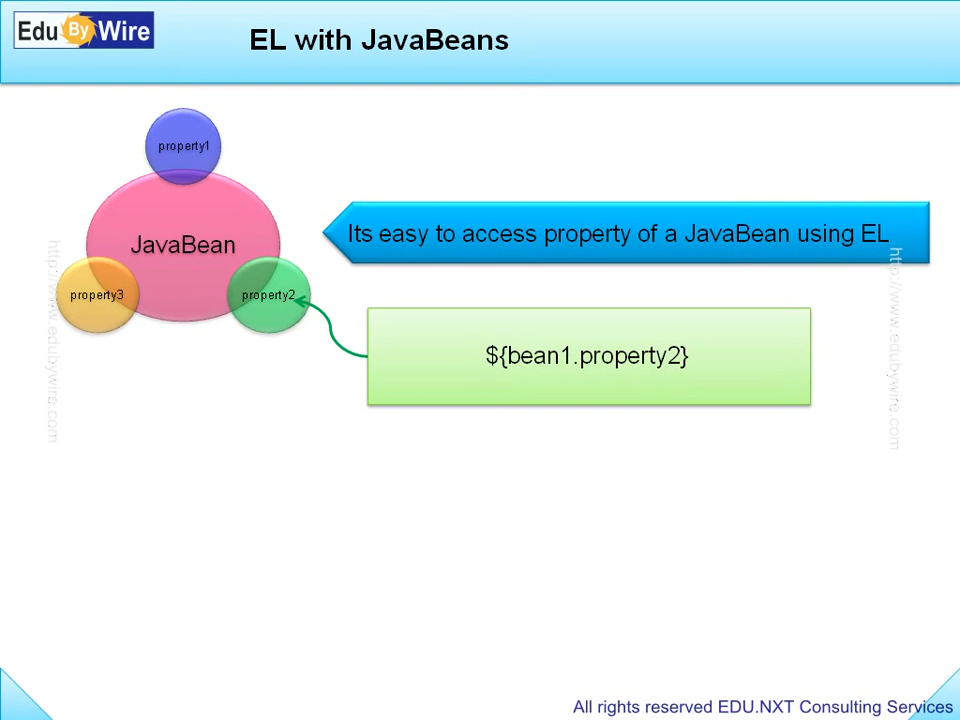 Edu By Wire
EL with JavaBeans
property1
JavaBean
property3
property2
Its easy to access property of a JavaBean using EL
${bean1.property2}
http://www.edubywire.com
http://www.edubywire.com
All rights reserved EDU.NXT Consulting Services